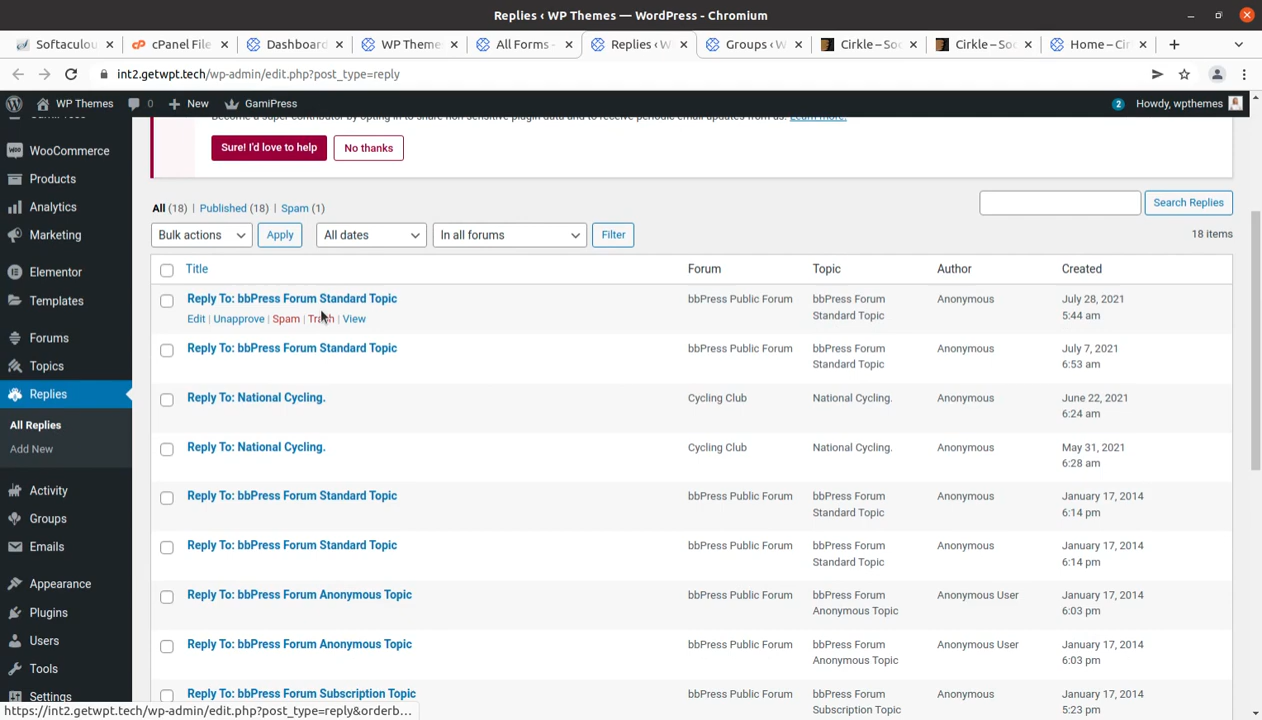 Replies ‹ WP Themes — WordPress - Chromium
Softaculou
cPanel File
Dashboard
WP Theme
All Forms -
Replies ‹ W
Groups ‹ W
Cirkle – Soc
Cirkle – Soc
Home – Cir
int2.getwpt.tech/wp-admin/edit.php?post_type=reply
WP Themes
0
New
GamiPress
2
Howdy, wpthemes
GamiPress
WooCommerce
Products
Analytics
Marketing
Elementor
Templates
Forums
Topics
Replies
All Replies
Add New
Activity
Groups
Emails
Appearance
Plugins
Users
Tools
Settings
Become a super contributor by opting in to share non-sensitive plugin data and to receive periodic email updates from us. Learn more.
Sure! I'd love to help
No thanks
All (18) | Published (18) | Spam (1)
Search Replies
Bulk actions
Apply
All dates
In all forums
Filter
18 items
Title Forum Topic Author Created
Reply To: bbPress Forum Standard Topic bbPress Public Forum bbPress Forum Anonymous July 28, 2021
Edit | Unapprove | Spam | Trash | View Standard Topic 5:44 am
Reply To: bbPress Forum Standard Topic bbPress Public Forum bbPress Forum Anonymous July 7, 2021
Standard Topic 6:53 am
Reply To: National Cycling. Cycling Club National Cycling. Anonymous June 22, 2021
6:24 am
Reply To: National Cycling. Cycling Club National Cycling. Anonymous May 31, 2021
6:28 am
Reply To: bbPress Forum Standard Topic bbPress Public Forum bbPress Forum Anonymous January 17, 2014
Standard Topic 6:14 pm
Reply To: bbPress Forum Standard Topic bbPress Public Forum bbPress Forum Anonymous January 17, 2014
Standard Topic 6:14 pm
Reply To: bbPress Forum Anonymous Topic bbPress Public Forum bbPress Forum Anonymous User January 17, 2014
Anonymous Topic 6:03 pm
Reply To: bbPress Forum Anonymous Topic bbPress Public Forum bbPress Forum Anonymous User January 17, 2014
Anonymous Topic 6:03 pm
Reply To: bbPress Forum Subscription Topic bbPress Public Forum bbPress Forum Anonymous January 17, 2014
Subscription Topic 5:23 pm
https://int2.getwpt.tech/wp-admin/edit.php?post_type=reply&orderb...